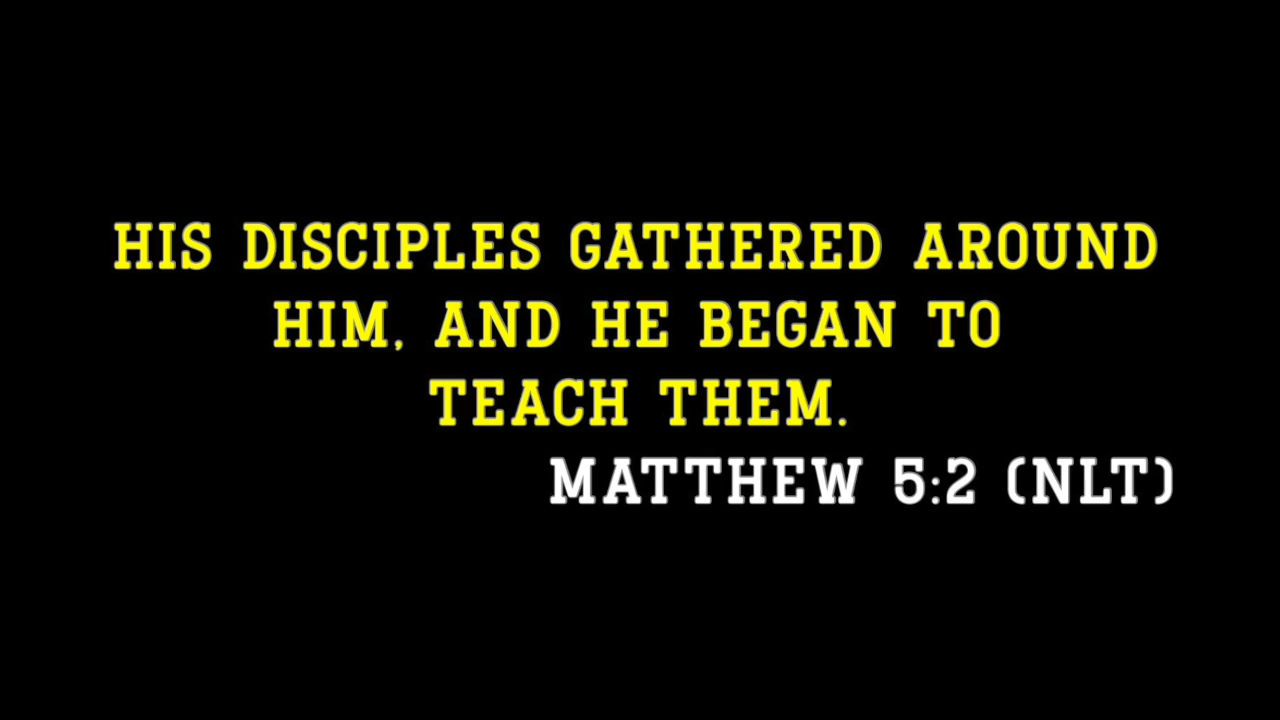 HIS DISCIPLES GATHERED AROUND
HIM, AND HE BEGAN TO
TEACH THEM.
MATTHEW 5:2 (NLT)